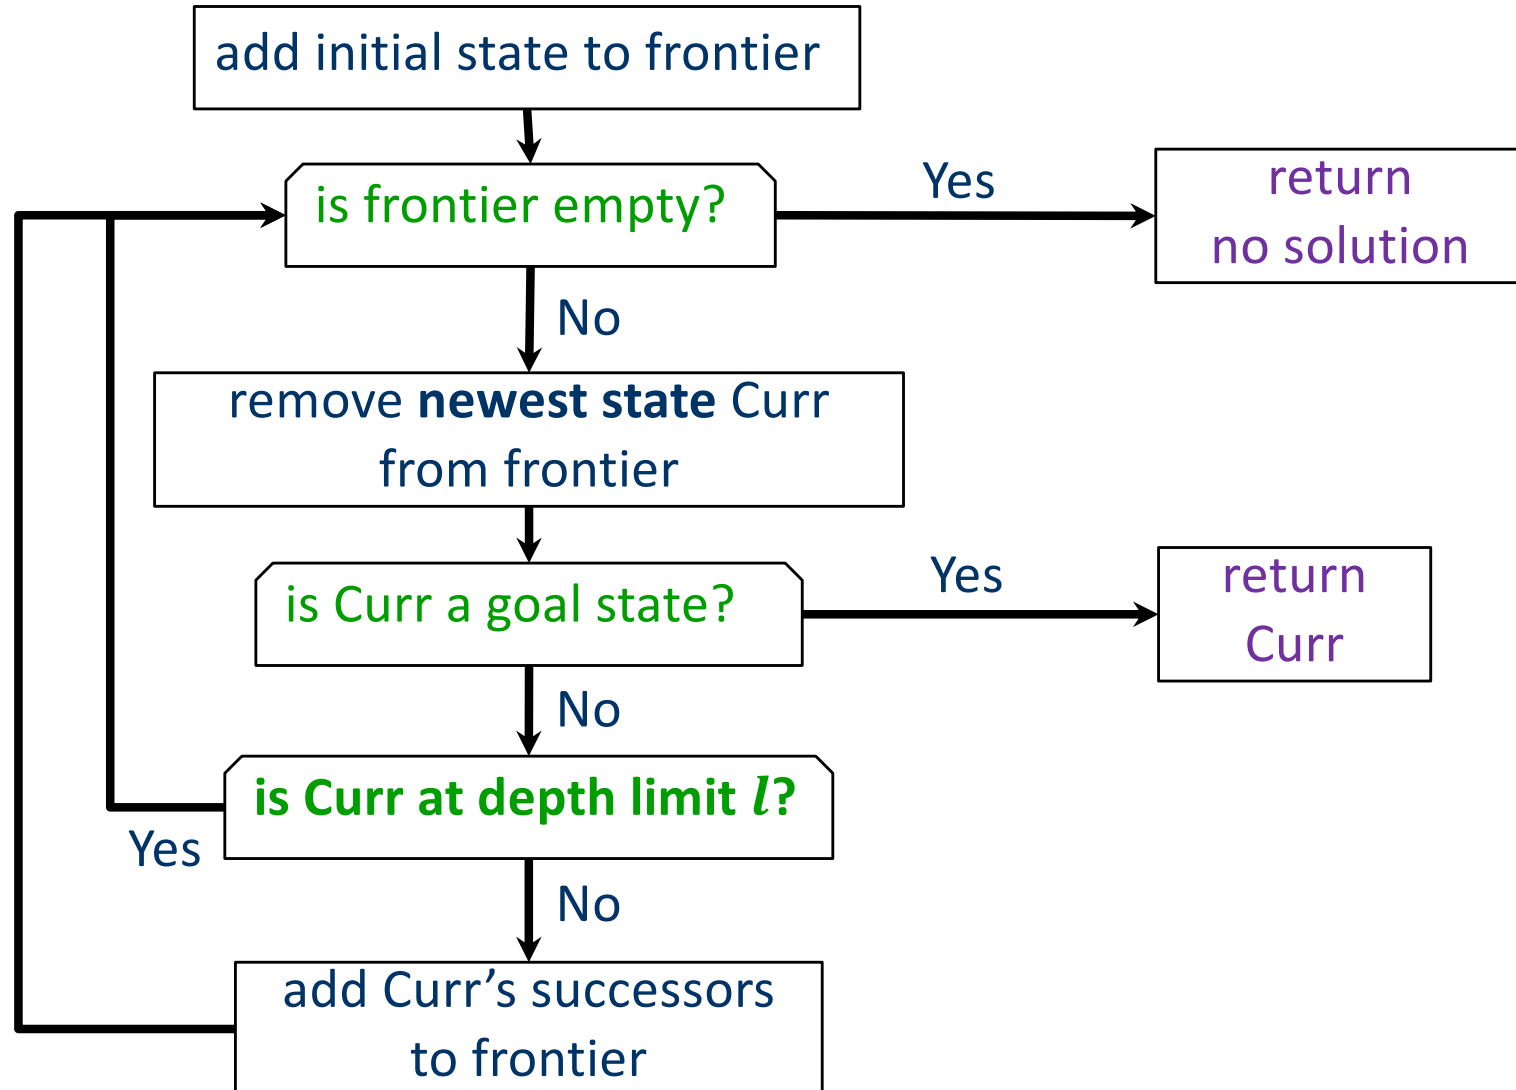 add initial state to frontier
is frontier empty?
Yes
return
no solution
No
remove newest state Curr
from frontier
is Curr a goal state?
Yes
return
Curr
No
is Curr at depth limit l?
Yes
No
add Curr’s successors
to frontier